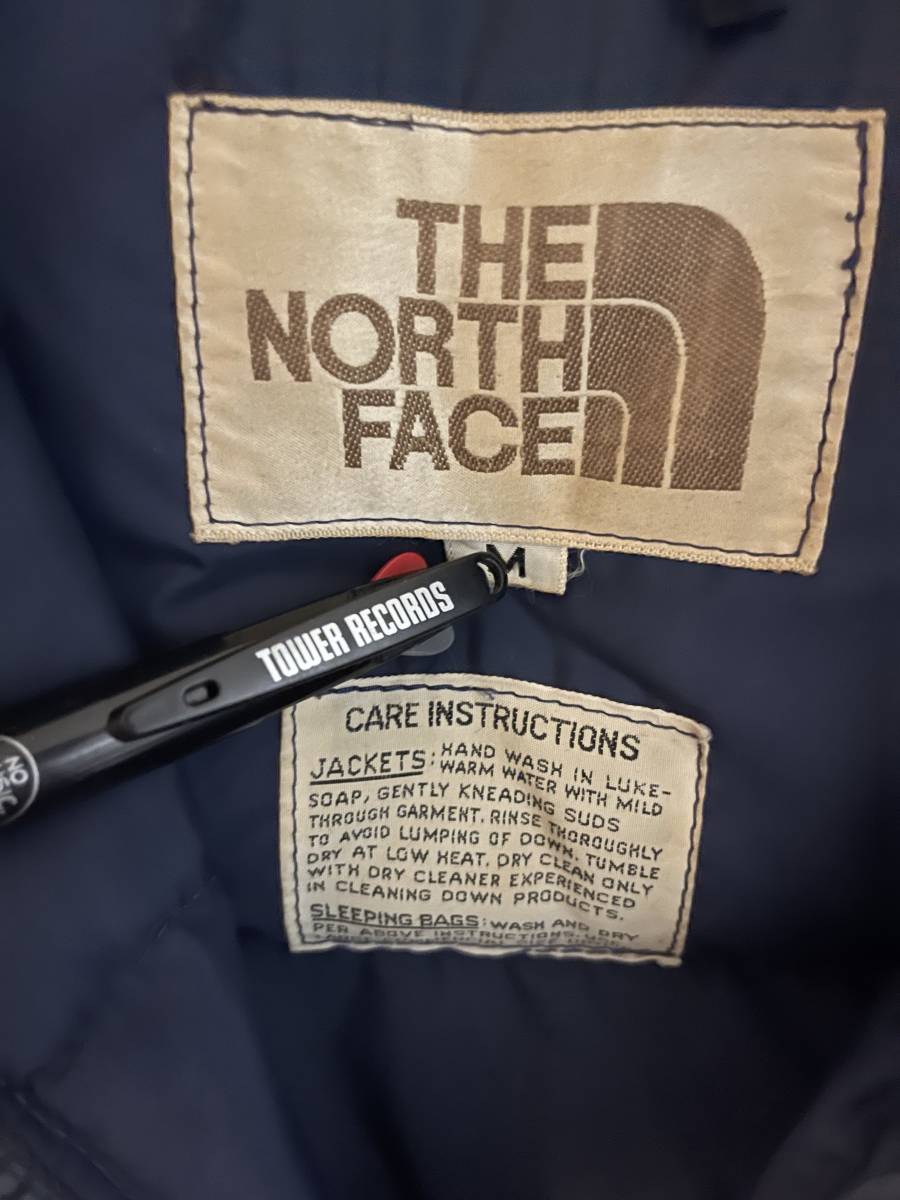 THE
NORTH
FACE
M
TOWER RECORDS
NO
CARE INSTRUCTIONS
JACKETS: HAND WASH IN LUKE-
WARM WATER WITH MILD
SOAP, GENTLY KNEADING SUDS
THROUGH GARMENT. RINSE THOROUGHLY
TO AVOID LUMPING OF DOWN. TUMBLE
DRY AT LOW HEAT. DRY CLEAN ONLY
WITH DRY CLEANER EXPERIENCED
IN CLEANING DOWN PRODUCTS.
SLEEPING BAGS: WASH AND DRY
PER ABOVE INSTRUCTIONS.